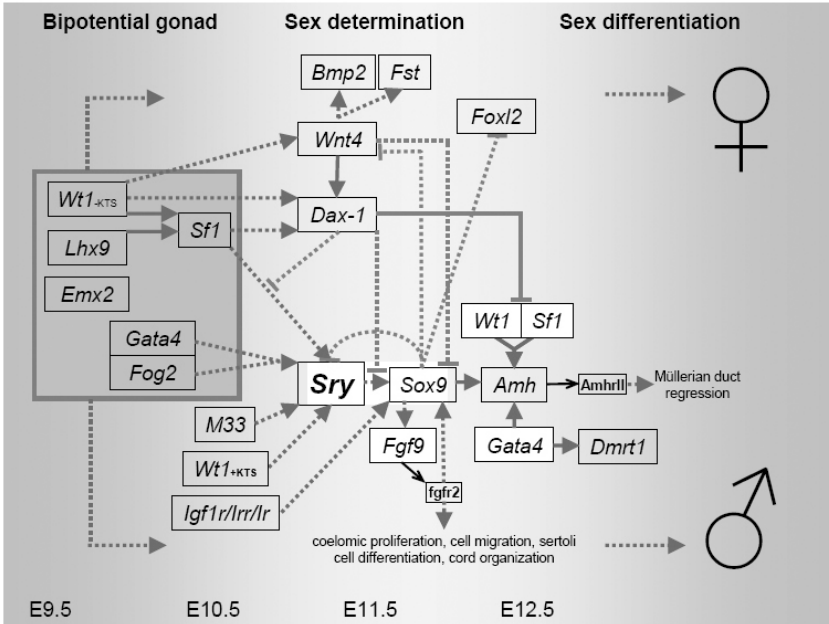 Bipotential gonad
Sex determination
Sex differentiation
Bmp2
Fst
Foxl2
Wnt4
Wt1-KTS
Dax-1
Sf1
Lhx9
Emx2
Wt1
Sf1
Gata4
Fog2
Sry
Sox9
Amh
AmhrII
Müllerian duct
regression
M33
Fgf9
Gata4
Dmrt1
Wt1+KTS
fgfr2
Igf1r/Irr/Ir
coelomic proliferation, cell migration, sertoli
cell differentiation, cord organization
E9.5
E10.5
E11.5
E12.5